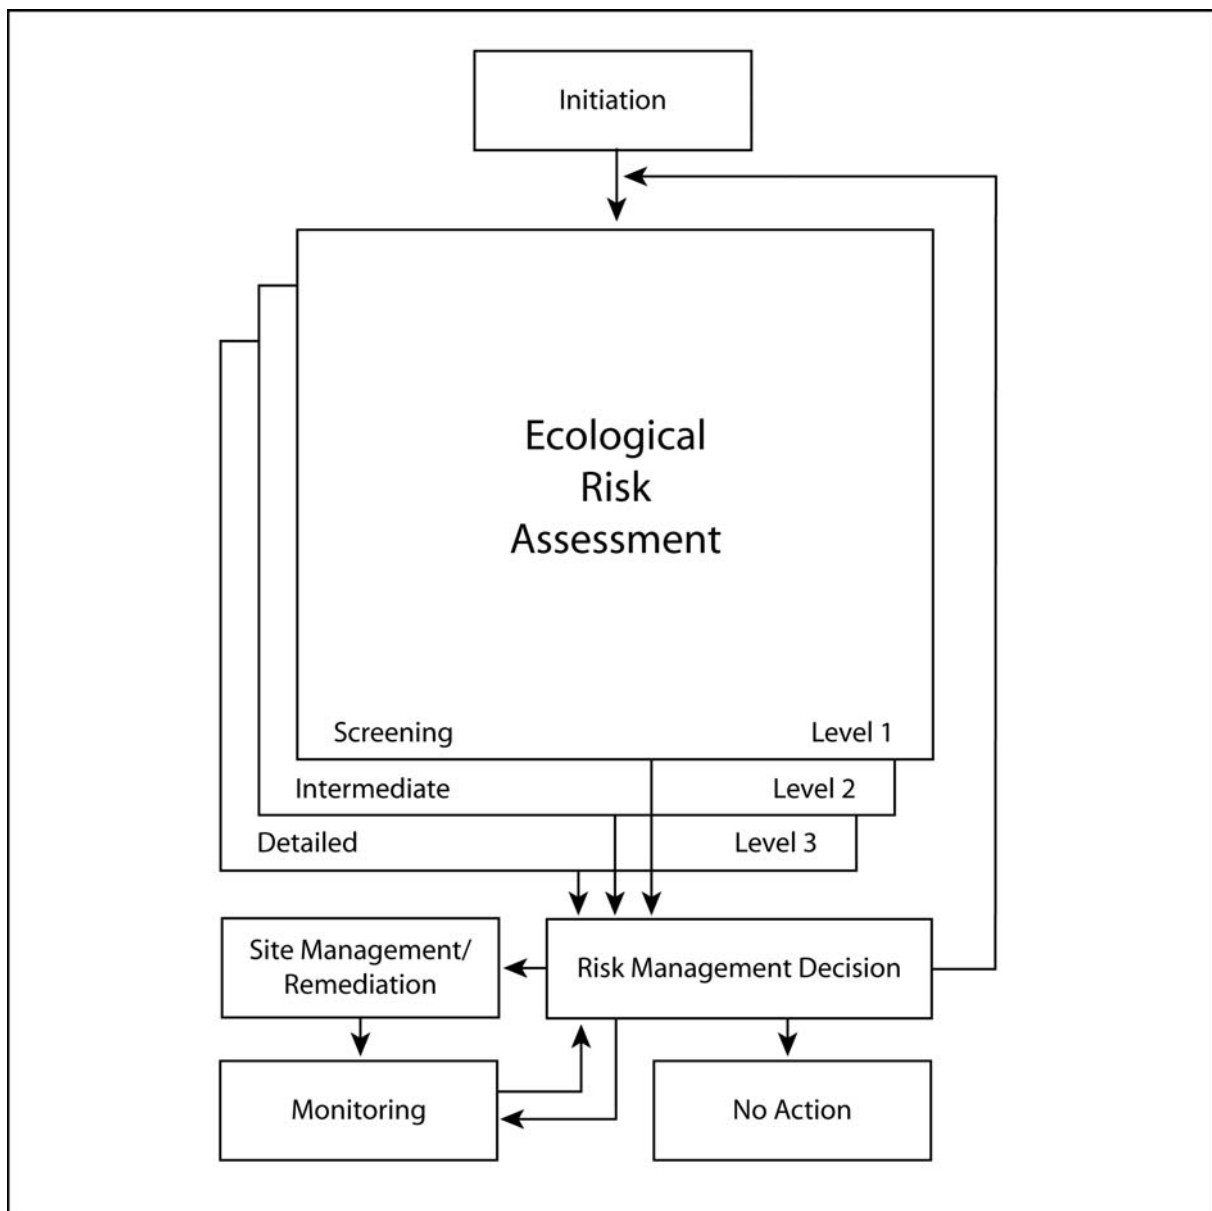 Initiation
Ecological
Risk
Assessment
Screening Level 1
Intermediate Level 2
Detailed Level 3
Site Management/
Remediation
Risk Management Decision
Monitoring
No Action